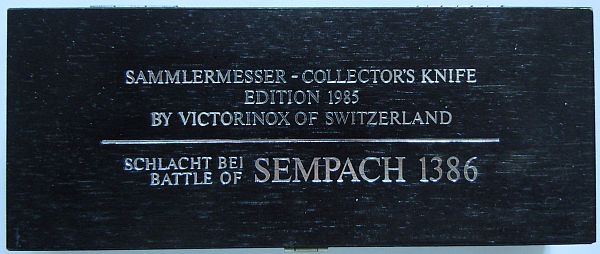 SAMMLERMESSER - COLLECTOR'S KNIFE
EDITION 1985
BY VICTORINOX OF SWITZERLAND
SCHLACHT BEI
BATTLE OF SEMPACH 1386